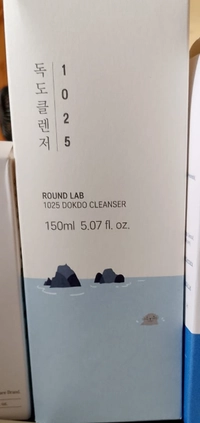 독도클렌저
1025
ROUND LAB
1025 DOKDO CLEANSER
150ml 5.07 fl. oz.